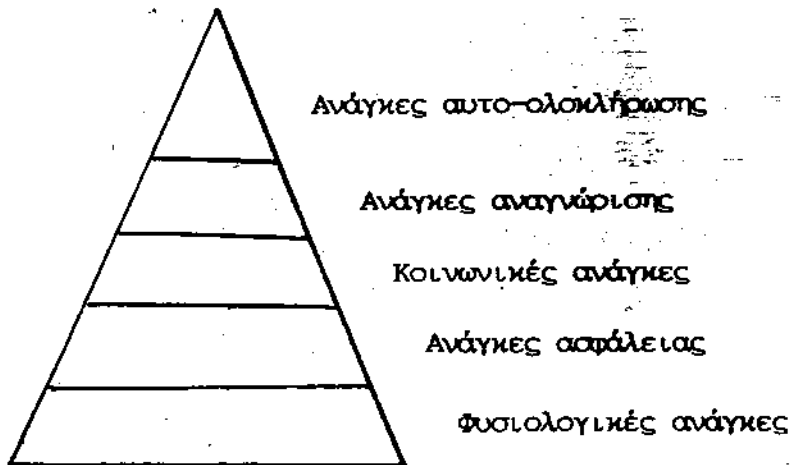 Ανάγκες αυτο-ολοκλήρωσης
Ανάγκες αναγνώρισης
Κοινωνικές ανάγκες
Ανάγκες ασφάλειας
Φυσιολογικές ανάγκες